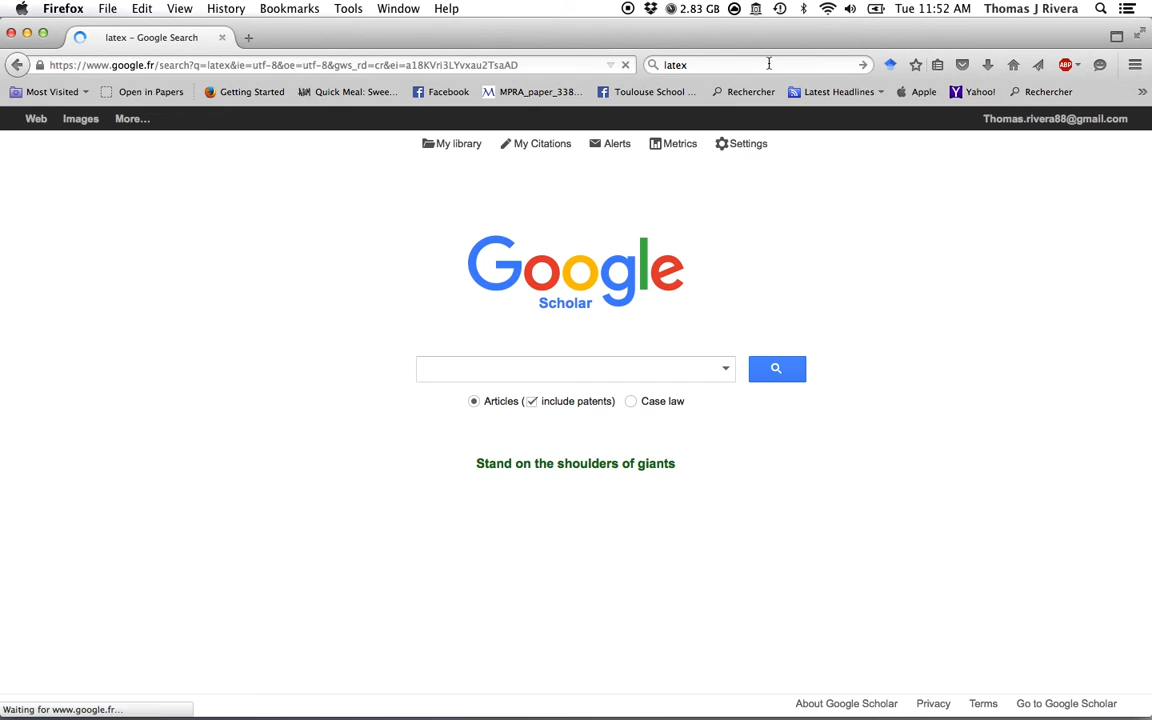 Firefox File Edit View History Bookmarks Tools Window Help 2.83 GB Tue 11:52 AM Thomas J Rivera
latex - Google Search
https://www.google.fr/search?q=latex&ie=utf-8&oe=utf-8&gws_rd=cr&ei=a18KVri3LYvxau2TsaAD latex ABP
Most Visited Open in Papers Getting Started Quick Meal: Swee... Facebook MPRA_paper_338... Toulouse School ... Rechercher Latest Headlines Apple Yahoo! Rechercher
Web Images More... Thomas.rivera88@gmail.com
My library My Citations Alerts Metrics Settings
Google
Scholar
Articles ( include patents) Case law
Stand on the shoulders of giants
About Google Scholar Privacy Terms Go to Google Scholar
Waiting for www.google.fr...